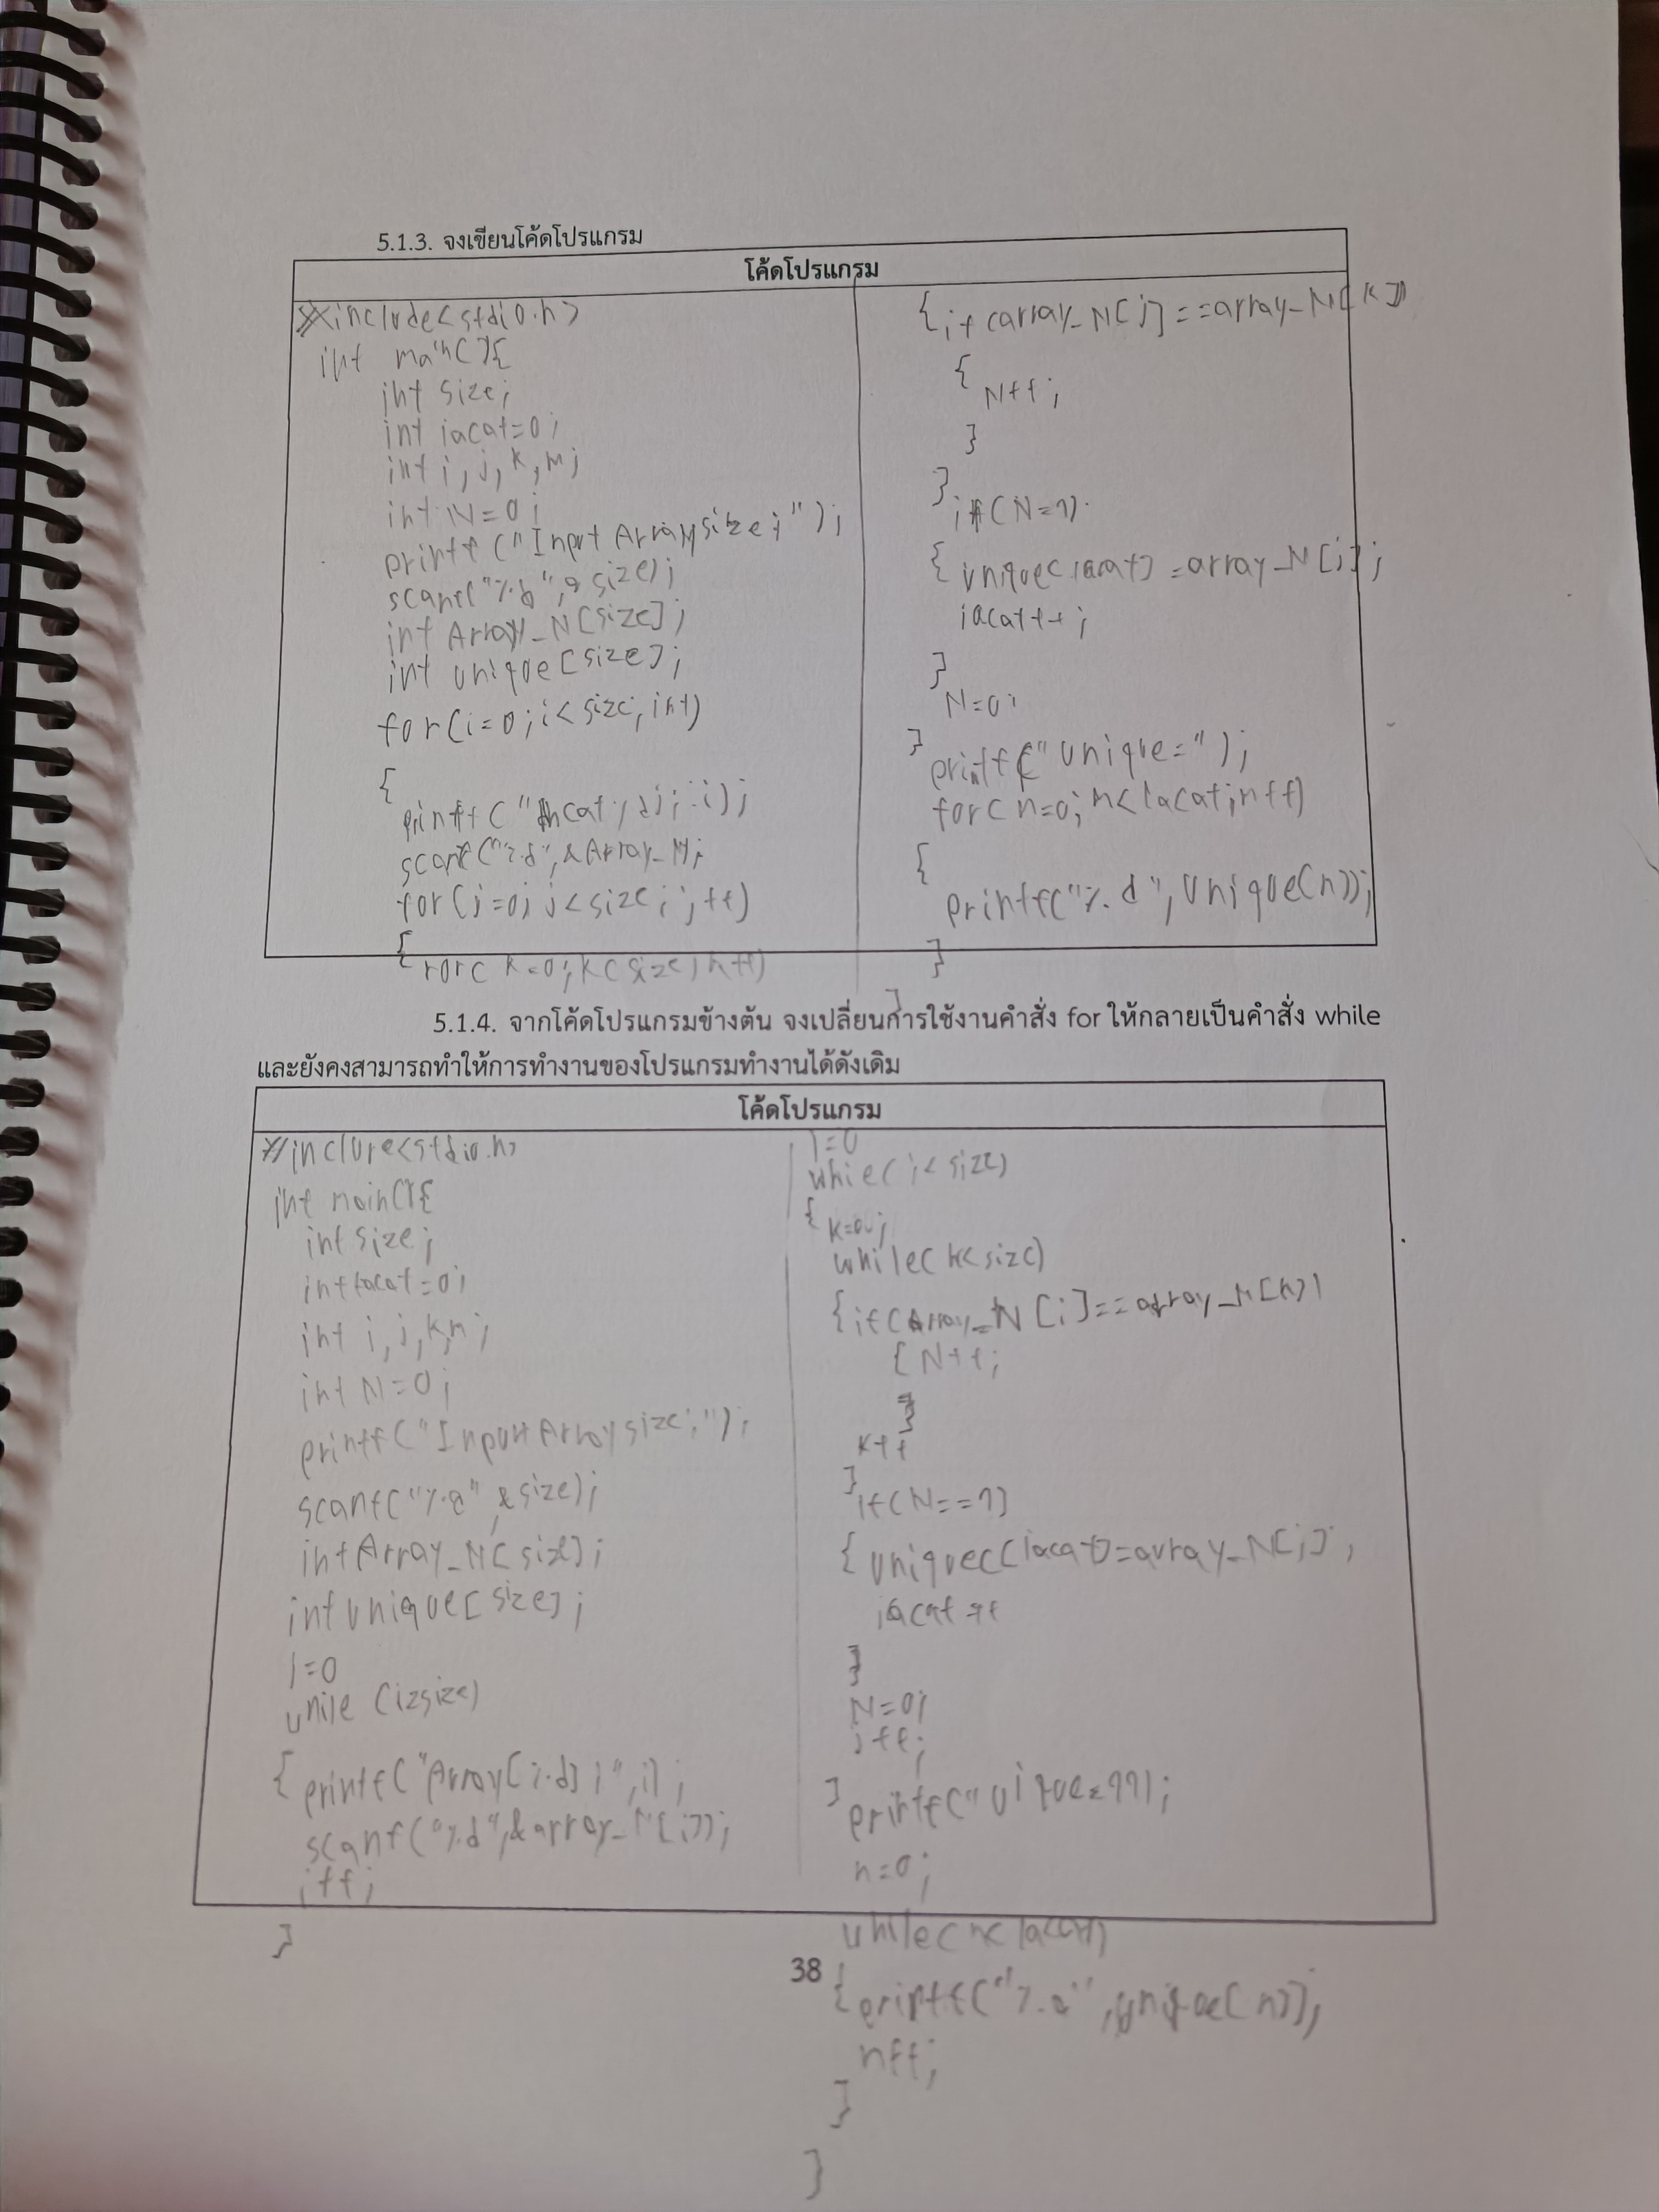 5.1.3. จงเขียนโค้ดโปรแกรม
โค้ดโปรแกรม
#include<stdio.h>
int main(){
int size;
int iacat=0;
int i, j, k, m;
int N=0;
printf("Input Array size;");
scanf("%d",& size);
int Array_N[size];
int unique[size];
for(i=0;i<size;i++)
{
printf("
scanf("%d",&Array_N;
for(j=0;j<size;j++)
{for(k=0;k<size;k++)
{if(array_N[j]==array_N[k])
{
N++;
}
}
if(N=1)
{unique(iacat)=array_N[j];
iacat++;
}
N=0;
}
printf("unique=");
for(n=0;n<iacat;n++)
{
printf("%d",unique(n));
}
}
5.1.4. จากโค้ดโปรแกรมข้างต้น จงเปลี่ยนการใช้งานคำสั่ง for ให้กลายเป็นคำสั่ง while
และยังคงสามารถทำให้การทำงานของโปรแกรมทำงานได้ดังเดิม
โค้ดโปรแกรม
#include<stdio.h>
int main(){
int size;
int iacat=0;
int i, j, k, n;
int N=0;
printf("Input Array size;");
scanf("%d",&size);
int Array_N[size];
int unique[size];
i=0
while (i<size)
{printf("Array[%d];",i);
scanf("%d",&array_N[i]);
i++;
}
j=0
while(j<size)
{k=0;
while(k<size)
{if(Array_N[j]==array_N[k])
{N++;
}
k++
}
if(N==1)
{unique((iacat)=array_N[j];
iacat++
}
N=0;
j++;
}
printf("
n=0;
while(n<iacat)
{printf("%d",unique[n]);
n++;
}
}
38